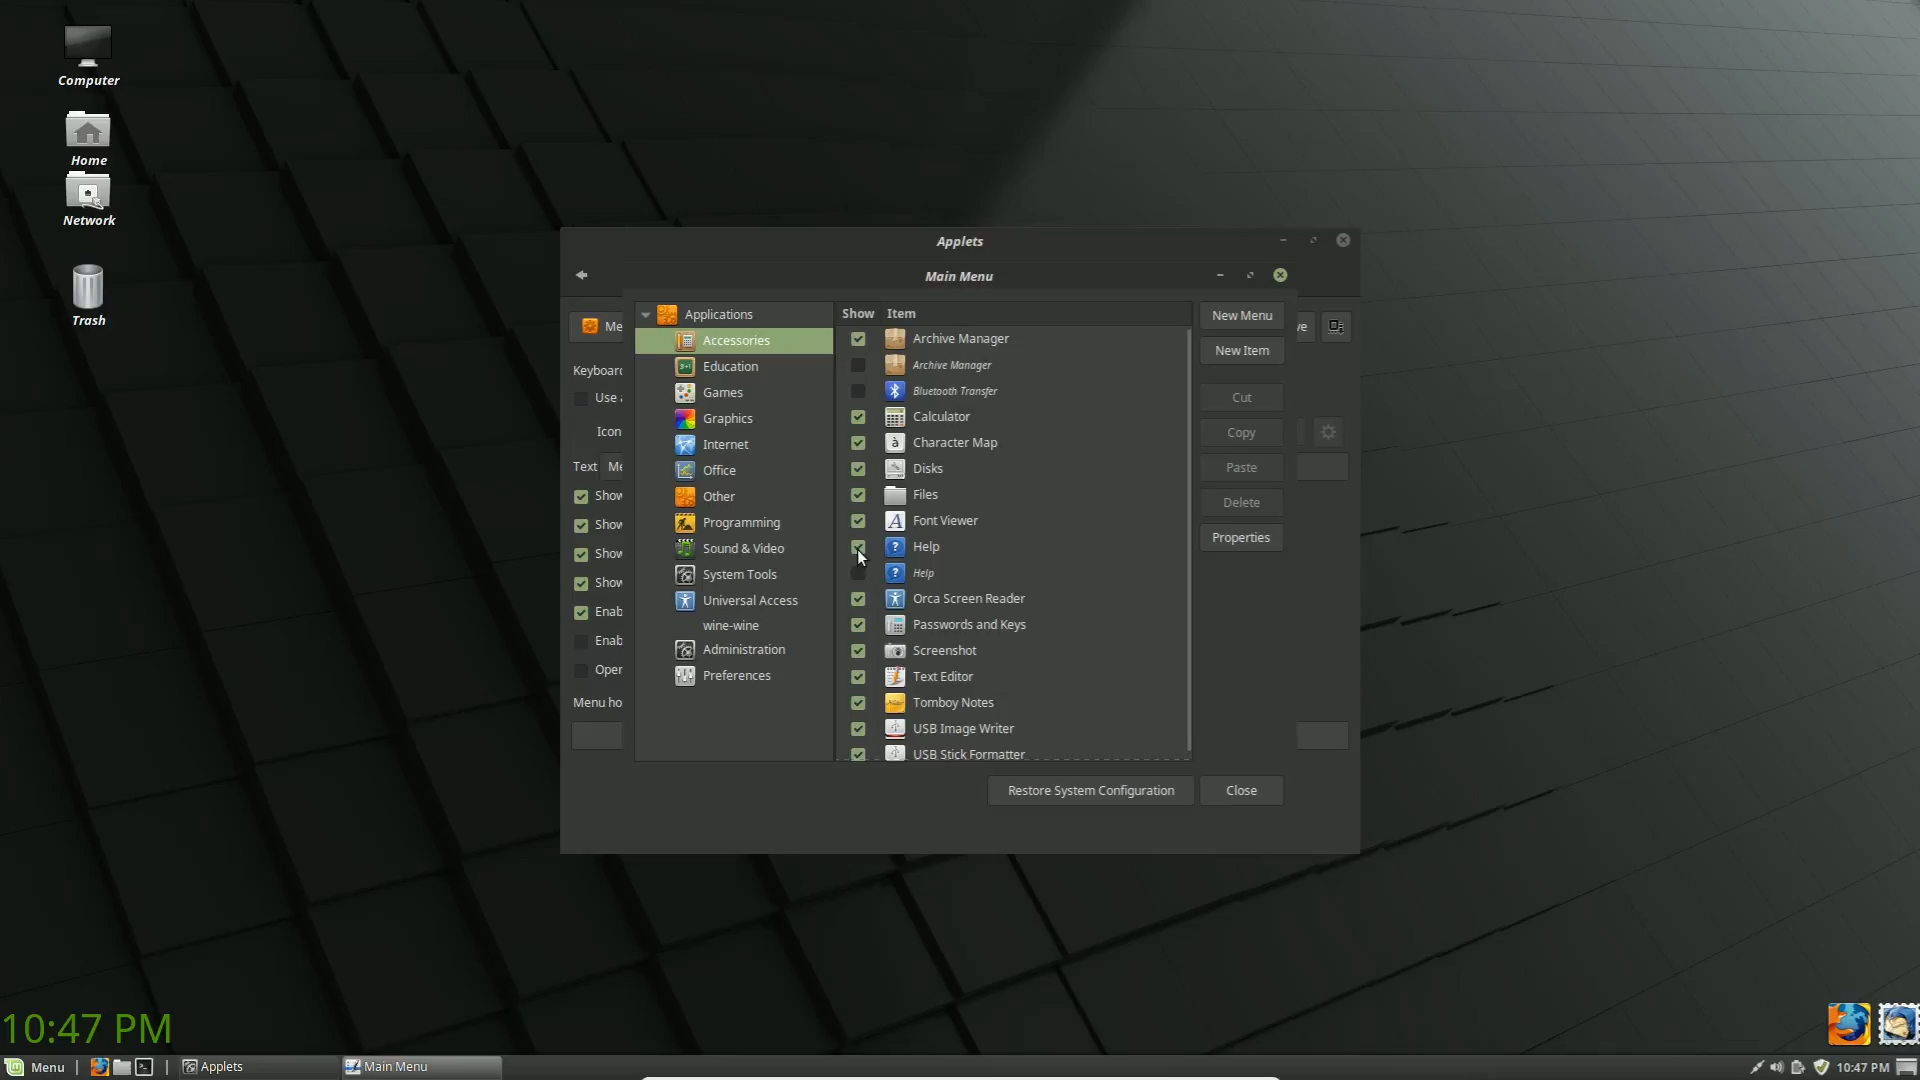 Computer
Home
Network
Trash
Applets
Main Menu
Me
ve
Keyboard
Use a
Icon
Text Me
Show
Show
Show
Show
Enab
Enab
Oper
Menu ho
Applications
Accessories
Education
Games
Graphics
Internet
Office
Other
Programming
Sound & Video
System Tools
Universal Access
wine-wine
Administration
Preferences
Show Item
Archive Manager
Archive Manager
Bluetooth Transfer
Calculator
Character Map
Disks
Files
Font Viewer
Help
Help
Orca Screen Reader
Passwords and Keys
Screenshot
Text Editor
Tomboy Notes
USB Image Writer
USB Stick Formatter
New Menu
New Item
Cut
Copy
Paste
Delete
Properties
Restore System Configuration
Close
10:47 PM
Menu
Applets
Main Menu
10:47 PM